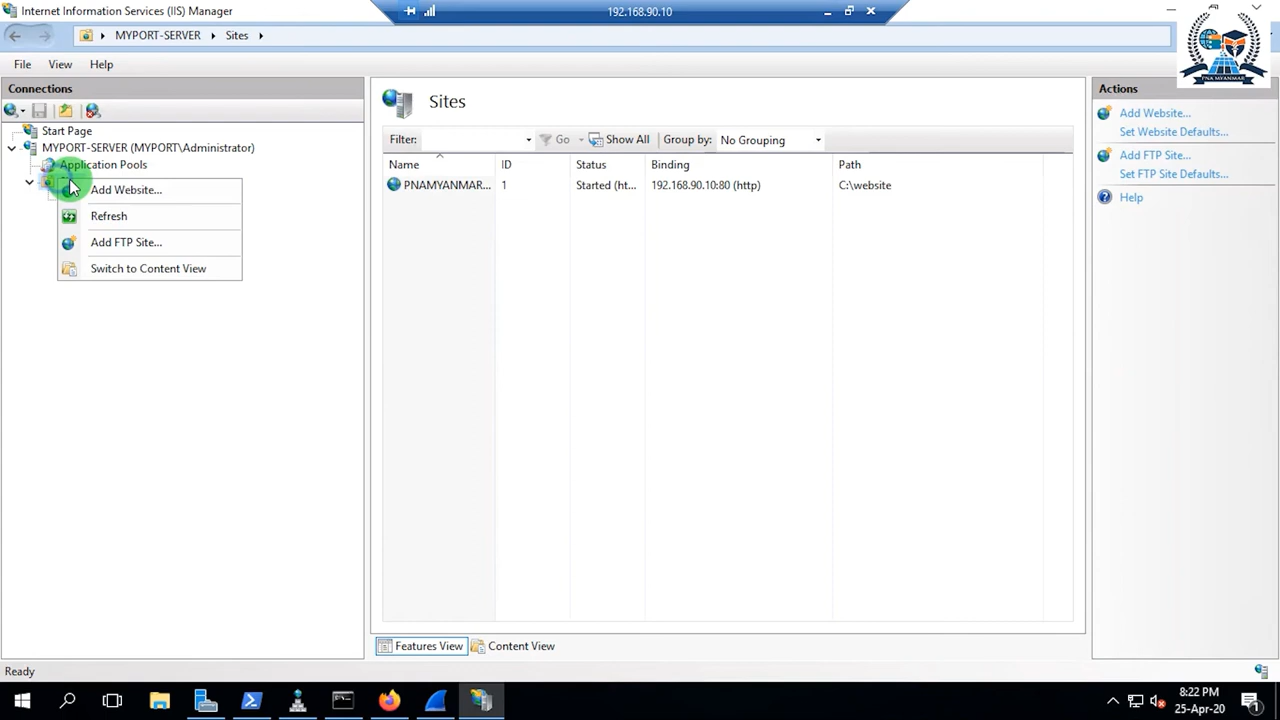 Internet Information Services (IIS) Manager
192.168.90.10
MYPORT-SERVER
Sites
File View Help
PNA MYANMAR
Connections
Start Page
MYPORT-SERVER (MYPORT\Administrator)
Application Pools
Add Website...
Refresh
Add FTP Site...
Switch to Content View
Sites
Filter: Go Show All Group by: No Grouping
Name ID Status Binding Path
PNAMYANMAR... 1 Started (ht... 192.168.90.10:80 (http) C:\website
Features View Content View
Actions
Add Website...
Set Website Defaults...
Add FTP Site...
Set FTP Site Defaults...
Help
Ready
8:22 PM
25-Apr-20
1